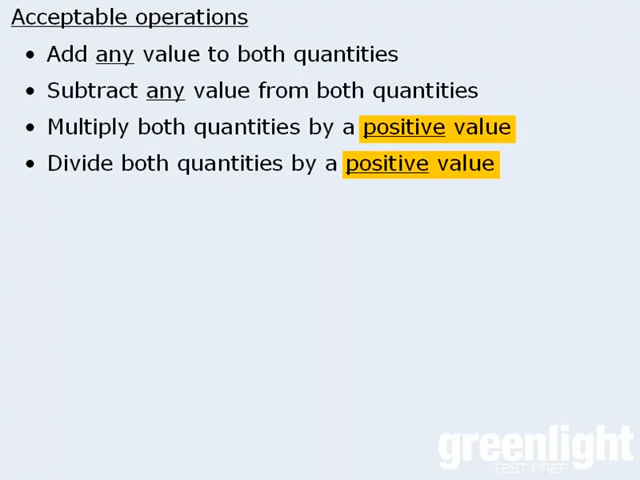 Acceptable operations
• Add any value to both quantities
• Subtract any value from both quantities
• Multiply both quantities by a positive value
• Divide both quantities by a positive value
greenlight
TEST PREP